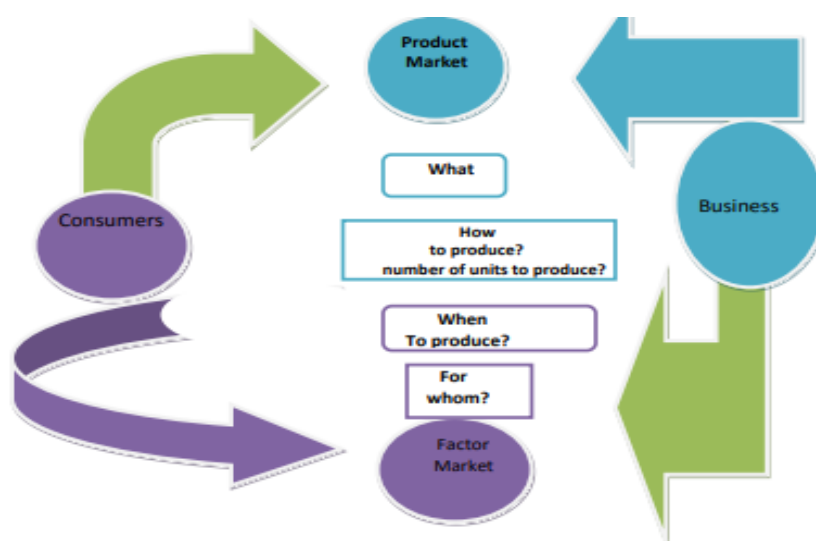 Product
Market
What
Consumers
Business
How
to produce?
number of units to produce?
When
To produce?
For
whom?
Factor
Market